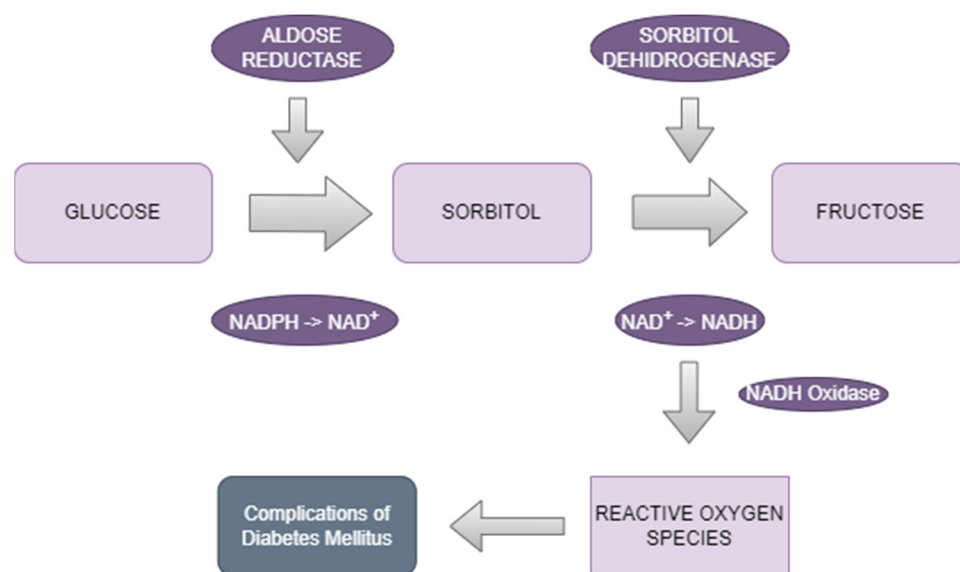 ALDOSE
REDUCTASE
SORBITOL
DEHIDROGENASE
GLUCOSE
SORBITOL
FRUCTOSE
NADPH -> NAD⁺
NAD⁺ -> NADH
NADH Oxidase
Complications of
Diabetes Mellitus
REACTIVE OXYGEN
SPECIES